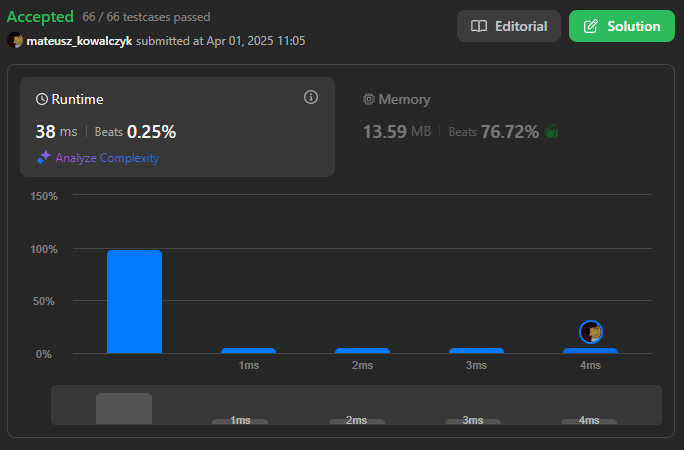 Accepted 66 / 66 testcases passed
Editorial
Solution
mateusz_kowalczyk submitted at Apr 01, 2025 11:05
Runtime
Memory
38 ms Beats 0.25%
13.59 MB Beats 76.72%
Analyze Complexity
150%
100%
50%
0%
1ms 2ms 3ms 4ms
1ms 2ms 3ms 4ms